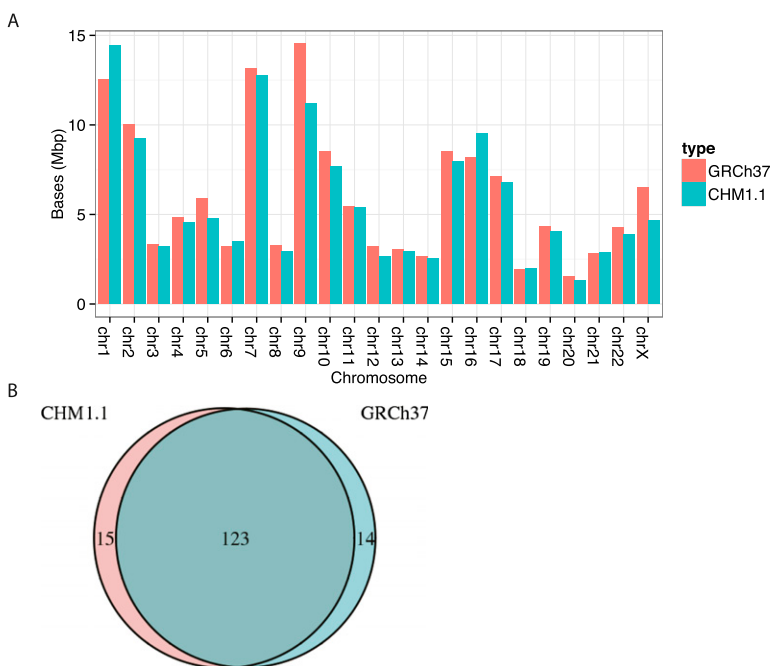 A
15
10
5
0
Bases (Mbp)
type
GRCh37
CHM1.1
chr1 chr2 chr3 chr4 chr5 chr6 chr7 chr8 chr9 chr10 chr11 chr12 chr13 chr14 chr15 chr16 chr17 chr18 chr19 chr20 chr21 chr22 chrX
Chromosome
B
CHM1.1 GRCh37
15 123 14